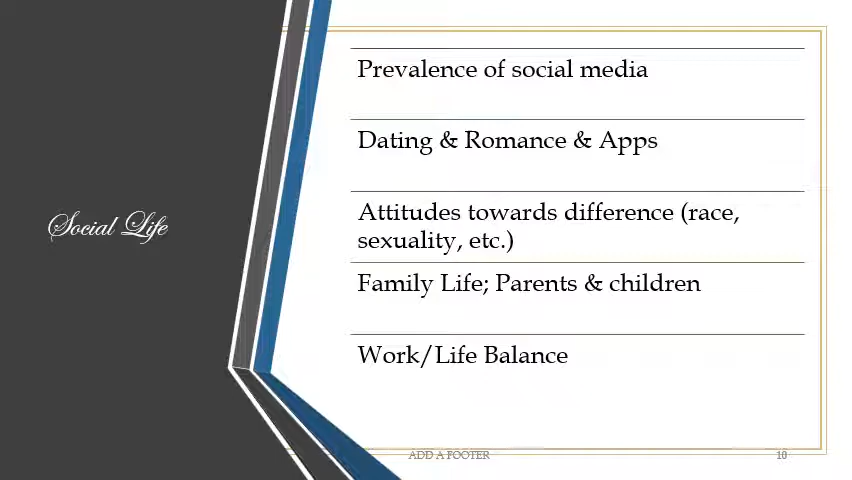 Social Life
Prevalence of social media
Dating & Romance & Apps
Attitudes towards difference (race,
sexuality, etc.)
Family Life; Parents & children
Work/Life Balance
ADD A FOOTER
10